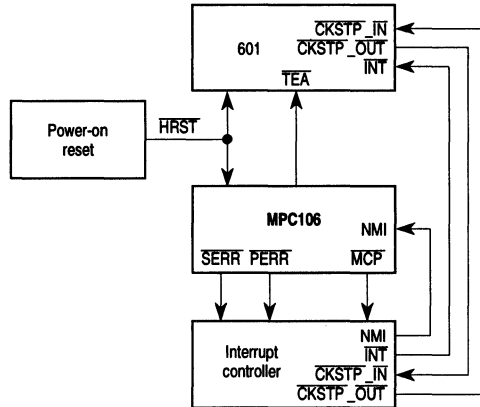 CKSTP_IN
601 CKSTP_OUT
INT
TEA
Power-on
reset
HRST
MPC106
NMI
SERR PERR MCP
NMI
INT
Interrupt
controller
CKSTP_IN
CKSTP_OUT